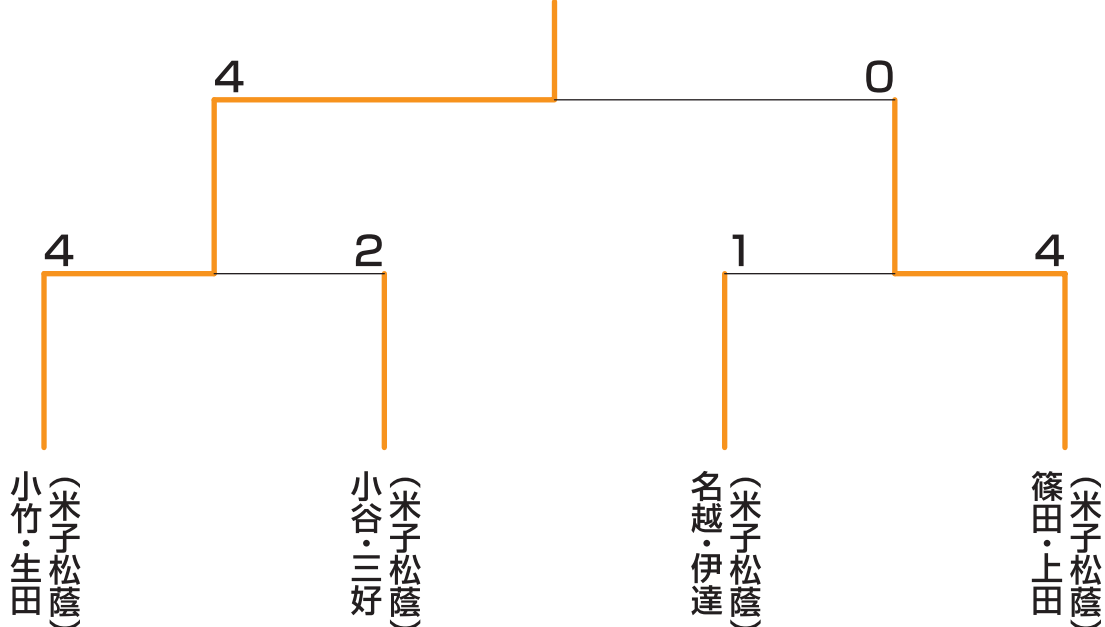 4
0
4
2
1
4
小竹・生田
（米子松蔭）
小谷・三好
（米子松蔭）
名越・伊達
（米子松蔭）
篠田・上田
（米子松蔭）